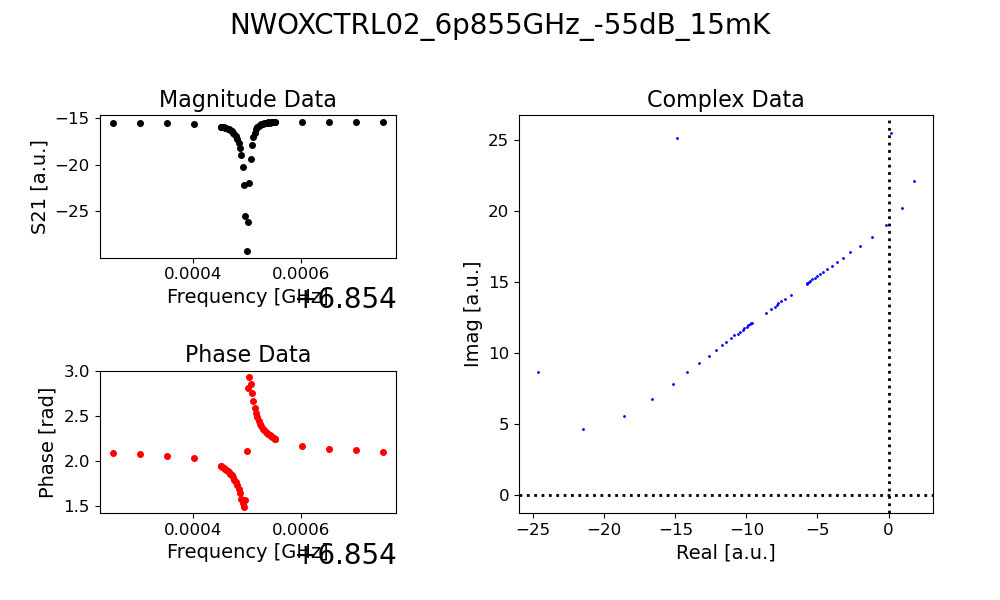 NWOXCTRL02_6p855GHz_-55dB_15mK
Magnitude Data
S21 [a.u.]
−15
−20
−25
0.0004
0.0006
Frequency [GHz]
+6.854
Phase Data
Phase [rad]
3.0
2.5
2.0
1.5
0.0004
0.0006
Frequency [GHz]
+6.854
Complex Data
Imag [a.u.]
25
20
15
10
5
0
−25
−20
−15
−10
−5
0
Real [a.u.]